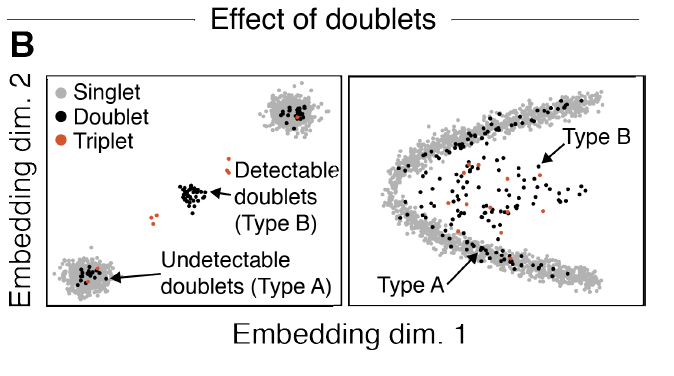 Effect of doublets
B
Embedding dim. 2
Singlet
Doublet
Triplet
Detectable
doublets
(Type B)
Undetectable
doublets (Type A)
Type B
Type A
Embedding dim. 1